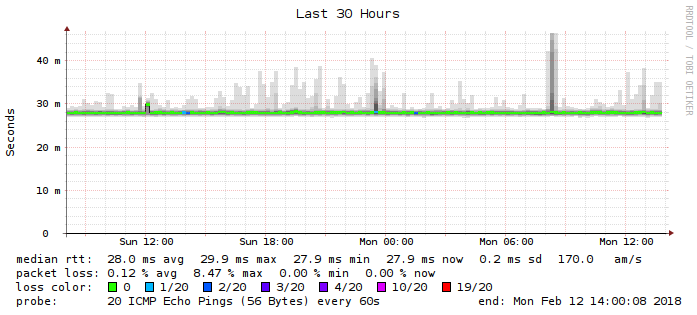 Last 30 Hours
RRDTOOL / TOBI OETIKER
Seconds
40 m
30 m
20 m
10 m
0
Sun 12:00 Sun 18:00 Mon 00:00 Mon 06:00 Mon 12:00
median rtt: 28.0 ms avg 29.9 ms max 27.9 ms min 27.9 ms now 0.2 ms sd 170.0 am/s
packet loss: 0.12 % avg 8.47 % max 0.00 % min 0.00 % now
loss color: 0 1/20 2/20 3/20 4/20 10/20 19/20
probe: 20 ICMP Echo Pings (56 Bytes) every 60s end: Mon Feb 12 14:00:08 2018